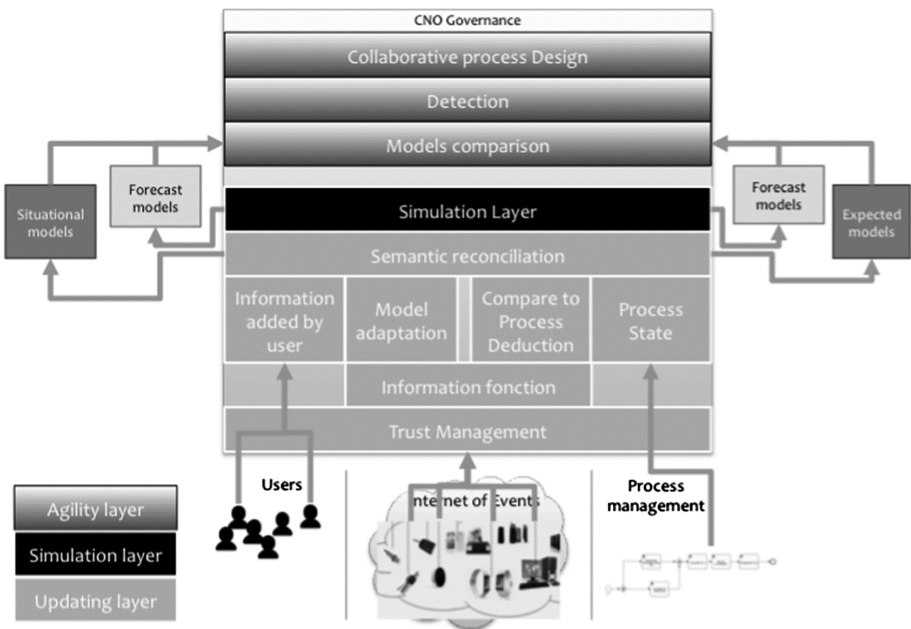 CNO Governance
Collaborative process Design
Detection
Models comparison
Situational
models
Forecast
models
Simulation Layer
Forecast
models
Expected
models
Semantic reconciliation
Information
added by
user
Model
adaptation
Compare to
Process
Deduction
Process
State
Information fonction
Trust Management
Users
nternet of Events
Process
management
Agility layer
Simulation layer
Updating layer